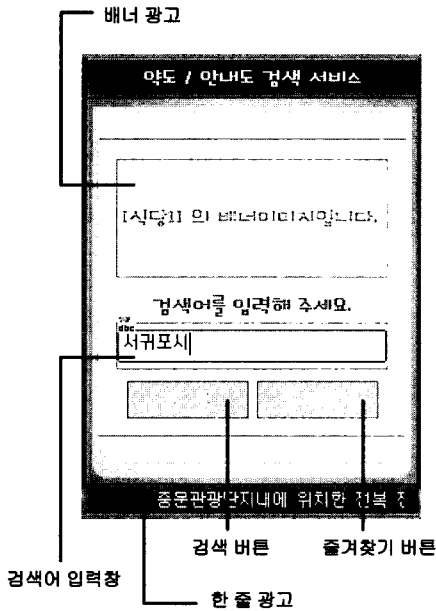 배너 광고
약도 / 안내도 검색 서비스
[식당1] 의 배너이미지입니다.
검색어를 입력해 주세요.
abc
서귀포시
중문관광단지내에 위치한 전복
검색 버튼
즐겨찾기 버튼
검색어 입력창
한 줄 광고